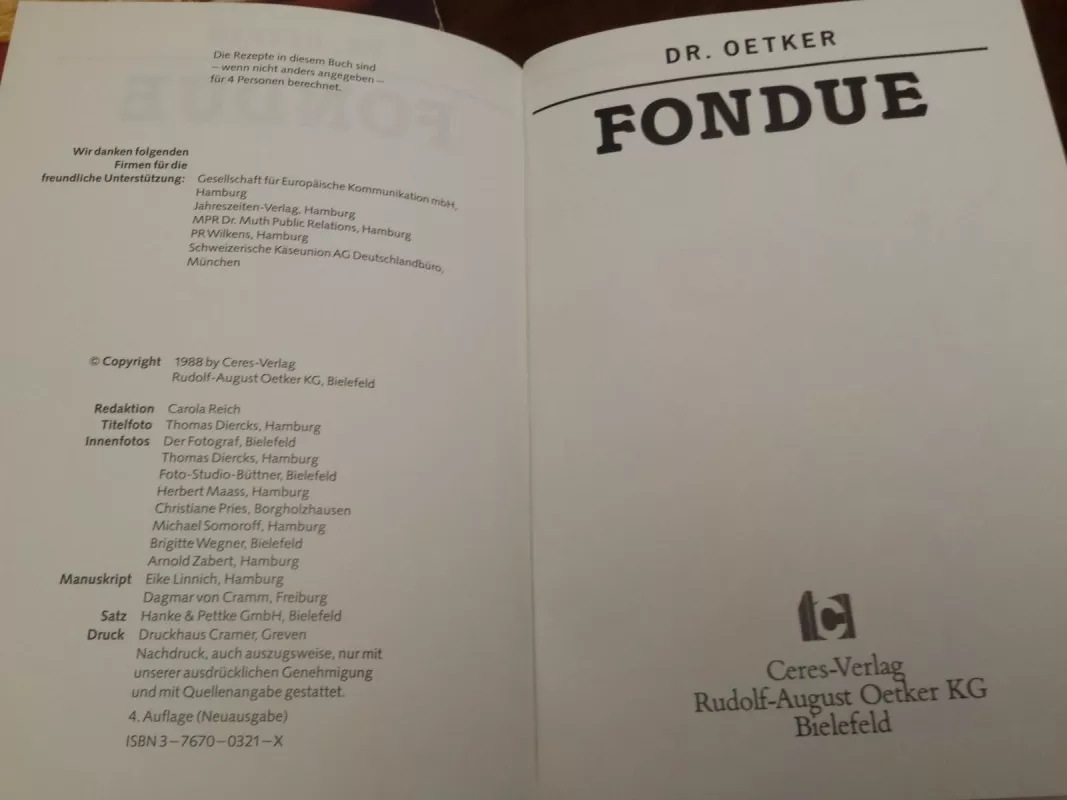 Die Rezepte in diesem Buch sind
– wenn nicht anders angegeben –
für 4 Personen berechnet.
Wir danken folgenden
Firmen für die
freundliche Unterstützung: Gesellschaft für Europäische Kommunikation mbH,
Hamburg
Jahreszeiten-Verlag, Hamburg
MPR Dr. Muth Public Relations, Hamburg
PR Wilkens, Hamburg
Schweizerische Käseunion AG Deutschlandbüro,
München
© Copyright 1988 by Ceres-Verlag
Rudolf-August Oetker KG, Bielefeld
Redaktion Carola Reich
Titelfoto Thomas Diercks, Hamburg
Innenfotos Der Fotograf, Bielefeld
Thomas Diercks, Hamburg
Foto-Studio-Büttner, Bielefeld
Herbert Maass, Hamburg
Christiane Pries, Borgholzhausen
Michael Somoroff, Hamburg
Brigitte Wegner, Bielefeld
Arnold Zabert, Hamburg
Manuskript Eike Linnich, Hamburg
Dagmar von Cramm, Freiburg
Satz Hanke & Pettke GmbH, Bielefeld
Druck Druckhaus Cramer, Greven
Nachdruck, auch auszugsweise, nur mit
unserer ausdrücklichen Genehmigung
und mit Quellenangabe gestattet.
4. Auflage (Neuausgabe)
ISBN 3–7670–0321–X
DR. OETKER
FONDUE
Ceres-Verlag
Rudolf-August Oetker KG
Bielefeld